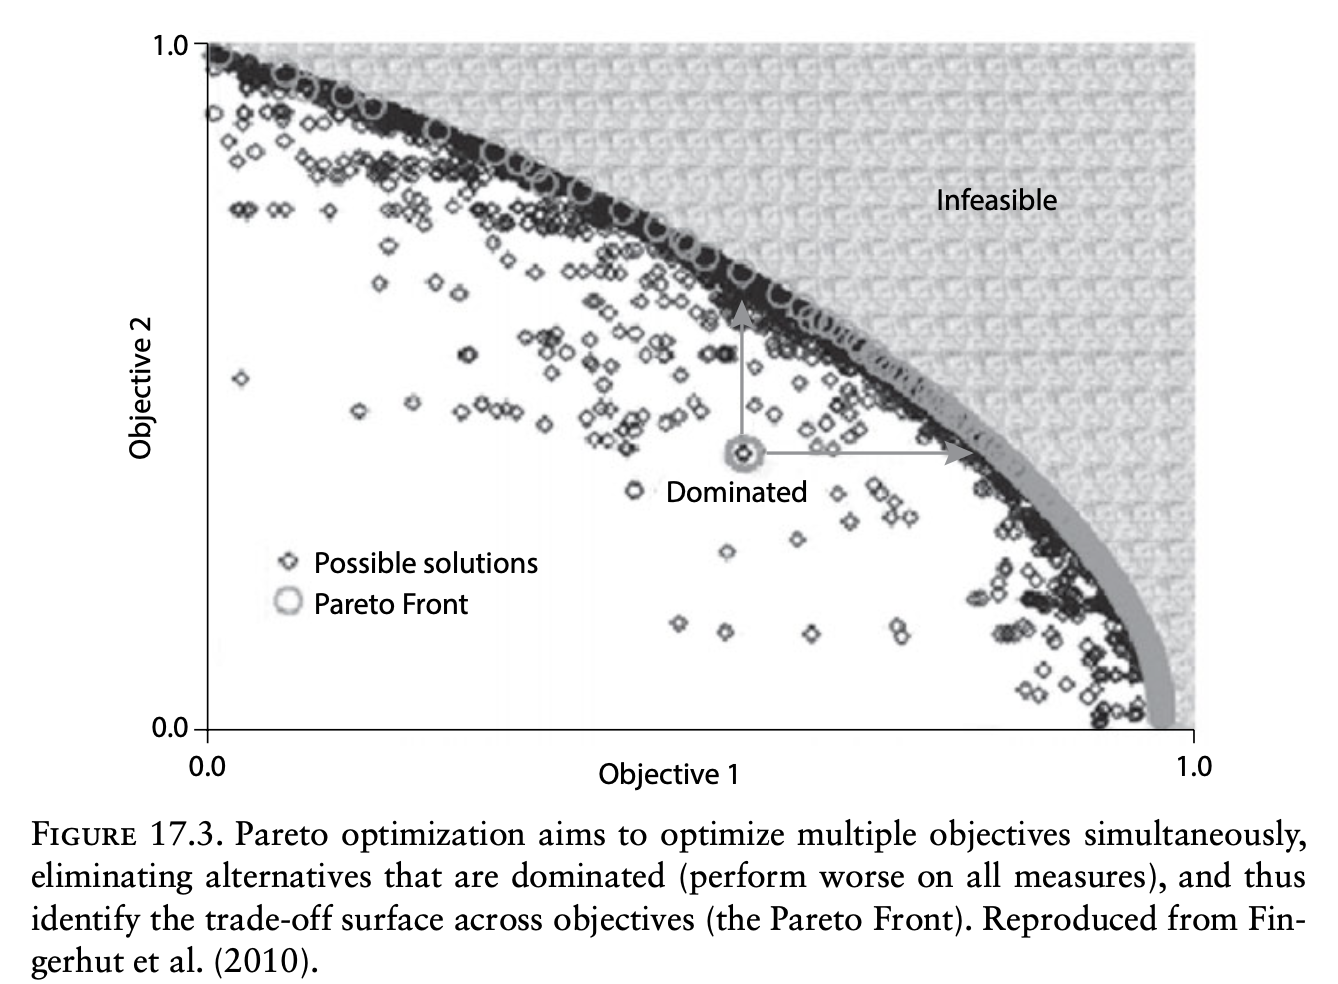 1.0
Infeasible
Objective 2
Dominated
Possible solutions
Pareto Front
0.0
0.0
Objective 1
1.0
FIGURE 17.3. Pareto optimization aims to optimize multiple objectives simultaneously,
eliminating alternatives that are dominated (perform worse on all measures), and thus
identify the trade-off surface across objectives (the Pareto Front). Reproduced from Fin-
gerhut et al. (2010).